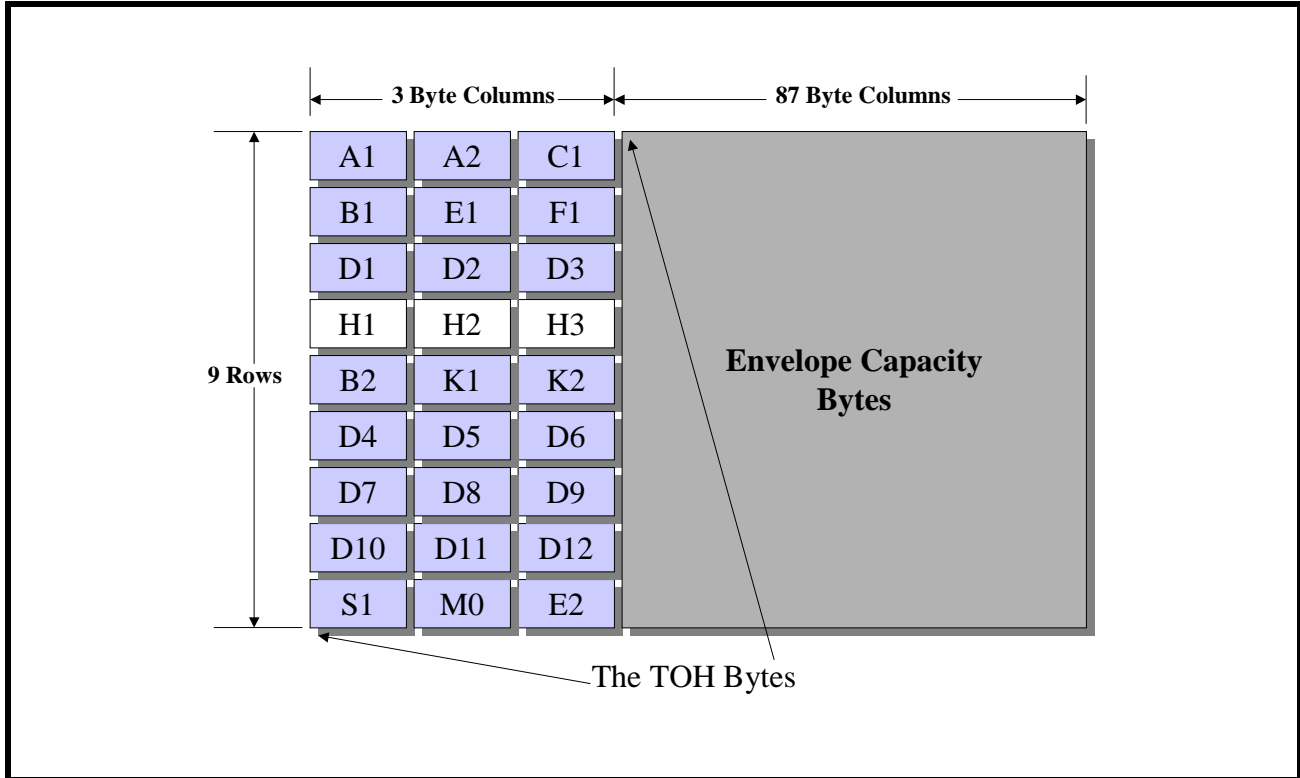 3 Byte Columns
87 Byte Columns
A1 A2 C1
B1 E1 F1
D1 D2 D3
H1 H2 H3
9 Rows
B2 K1 K2
D4 D5 D6
D7 D8 D9
D10 D11 D12
S1 M0 E2
Envelope Capacity
Bytes
The TOH Bytes